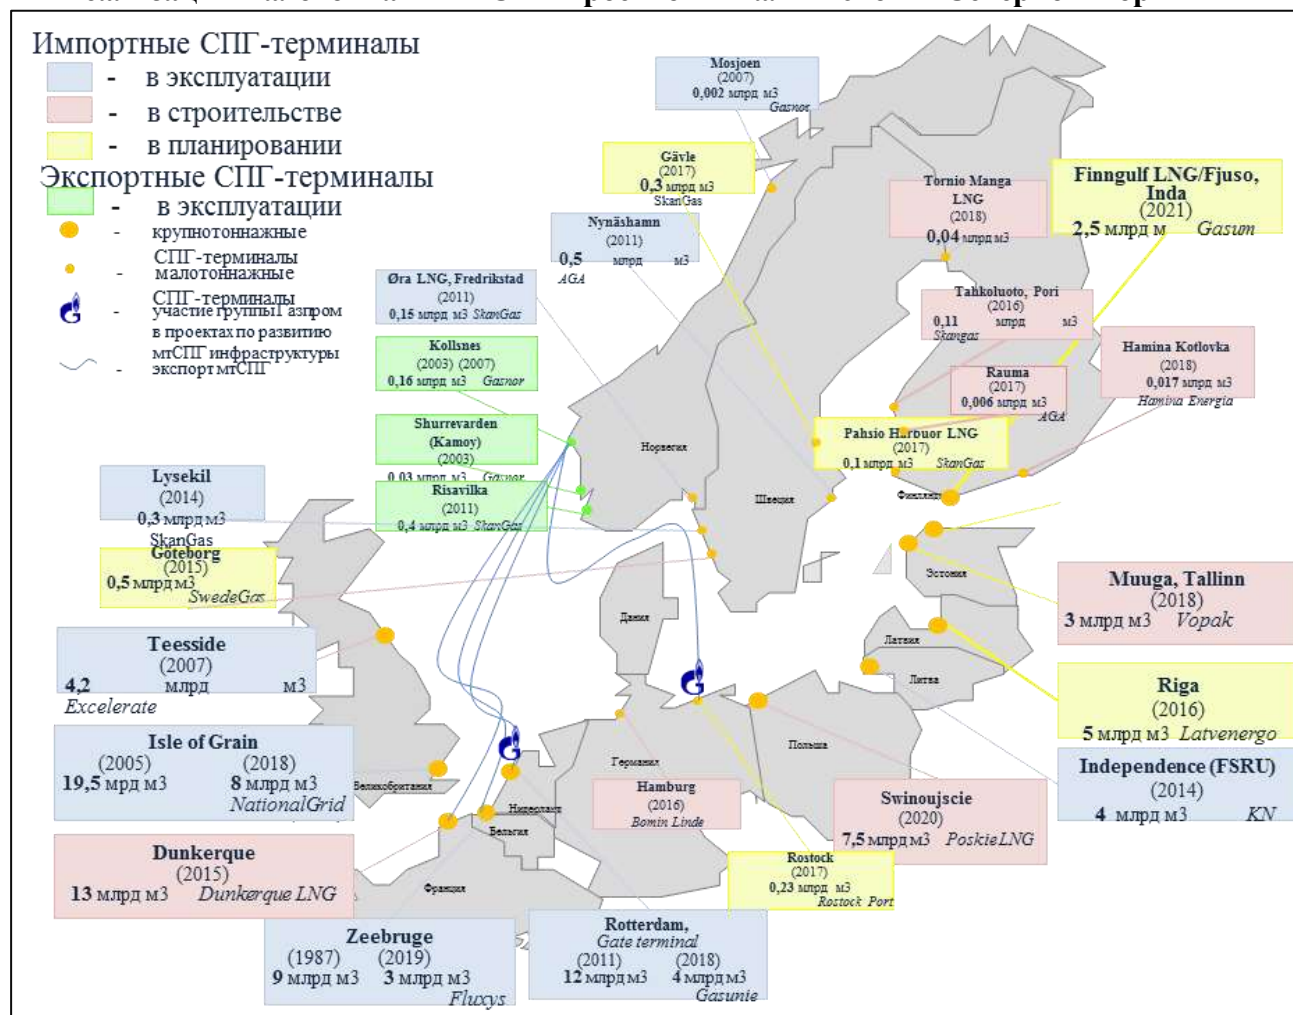 Импортные СПГ-терминалы
- в эксплуатации
- в строительстве
- в планировании
Экспортные СПГ-терминалы
- в эксплуатации
- крупнотоннажные
СПГ-терминалы
- малотоннажные
СПГ-терминалы
- участие группы Газпром
в проектах по развитию
мтСПГ инфраструктуры
- экспорт мтСПГ
Mosjoen
(2007)
0,002 млрд м3
Gasnor
Gävle
(2017)
0,3 млрд м3
SkanGas
Nynäshamn
(2011)
0,5 млрд м3
AGA
Tornio Manga
LNG
(2018)
0,04 млрд м3
Finngulf LNG/Fjuso,
Inda
(2021)
2,5 млрд м Gasum
Øra LNG, Fredrikstad
(2011)
0,15 млрд м3 SkanGas
Tahkoluoto, Pori
(2016)
0,11 млрд м3
Skangas
Kollsnes
(2003) (2007)
0,16 млрд м3 Gasnor
Hamina Kotlovka
(2018)
0,017 млрд м3
Hamina Energia
Rauma
(2017)
0,006 млрд м3
AGA
Shurrevarden
(Kamoy)
(2003)
0,03 млрд м3 Gasnor
Pahsio Harbuor LNG
(2017)
0,1 млрд м3 SkanGas
Risavilka
(2011)
0,4 млрд м3 SkanGas
Lysekil
(2014)
0,3 млрд м3
SkanGas
Göteborg
(2015)
0,5 млрд м3
SwedeGas
Норвегия
Швеция
Финлянд
Эстония
Дания
Латвия
Литва
Muuga, Tallinn
(2018)
3 млрд м3 Vopak
Teesside
(2007)
4,2 млрд м3
Excelerate
Riga
(2016)
5 млрд м3 Latvenergo
Isle of Grain
(2005) (2018)
19,5 мрд м3 8 млрд м3
NationalGrid
Великобритания
Германия
Польша
Нидерланд
Бельгия
Франция
Independence (FSRU)
(2014)
4 млрд м3 KN
Hamburg
(2016)
Bomin Linde
Swinoujscie
(2020)
7,5 млрд м3 PoskieLNG
Dunkerque
(2015)
13 млрд м3 Dunkerque LNG
Rostock
(2017)
0,23 млрд м3
Rostock Port
Zeebruge
(1987) (2019)
9 млрд м3 3 млрд м3
Fluxys
Rotterdam,
Gate terminal
(2011) (2018)
12 млрд м3 4 млрд м3
Gasunie